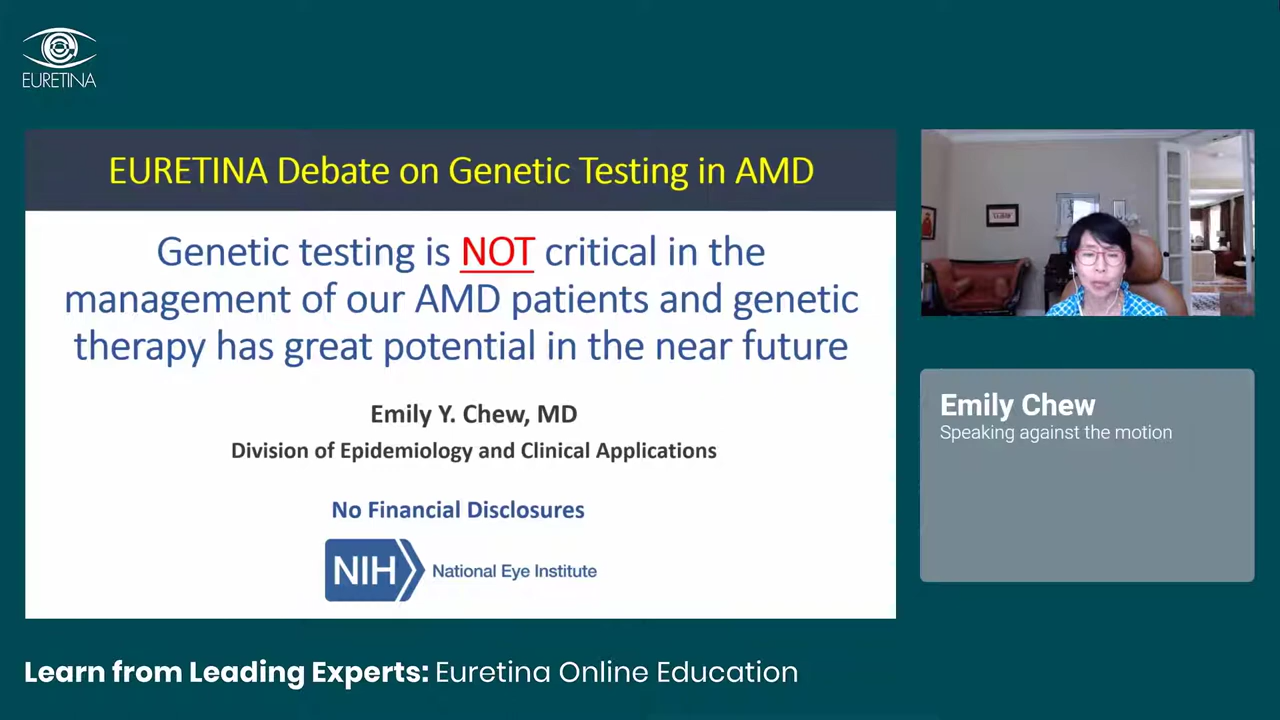 EURETINA
EURETINA Debate on Genetic Testing in AMD
Genetic testing is NOT critical in the
management of our AMD patients and genetic
therapy has great potential in the near future
Emily Y. Chew, MD
Division of Epidemiology and Clinical Applications
No Financial Disclosures
NIH National Eye Institute
Emily Chew
Speaking against the motion
Learn from Leading Experts: Euretina Online Education